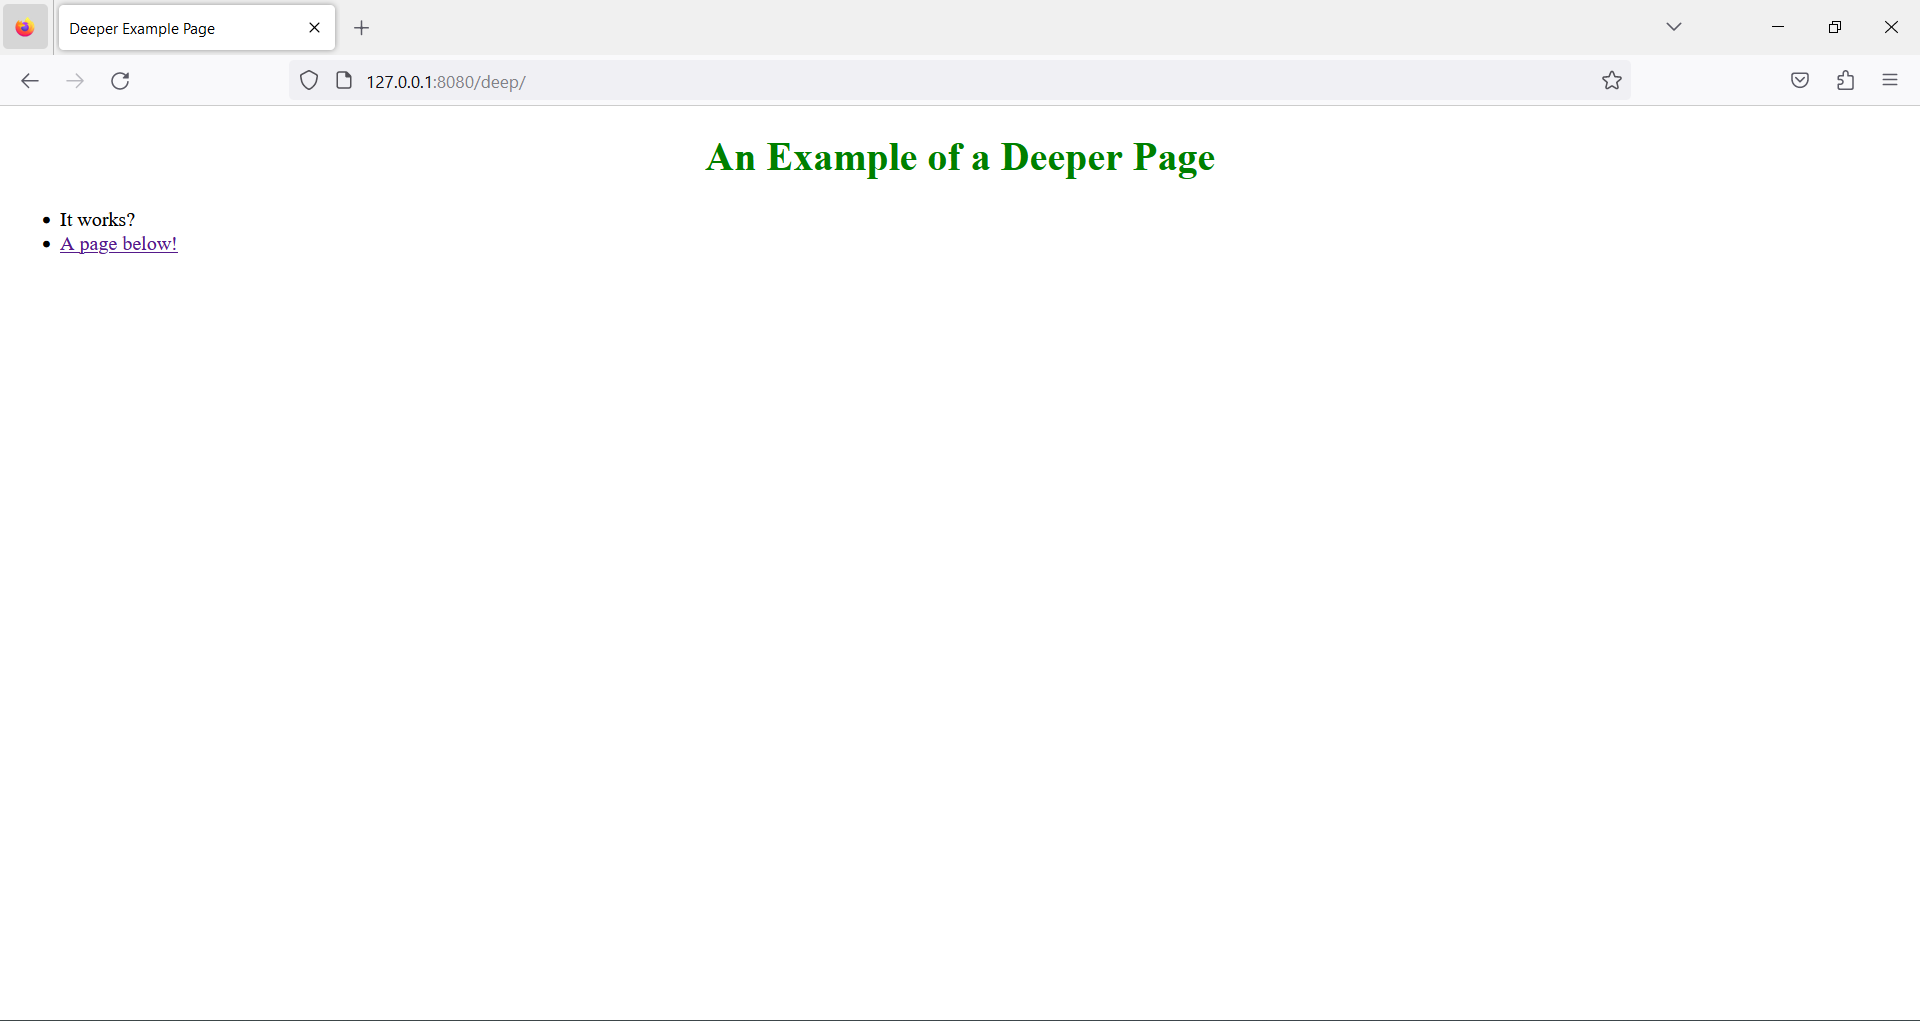 Deeper Example Page
127.0.0.1:8080/deep/
An Example of a Deeper Page
It works?
A page below!